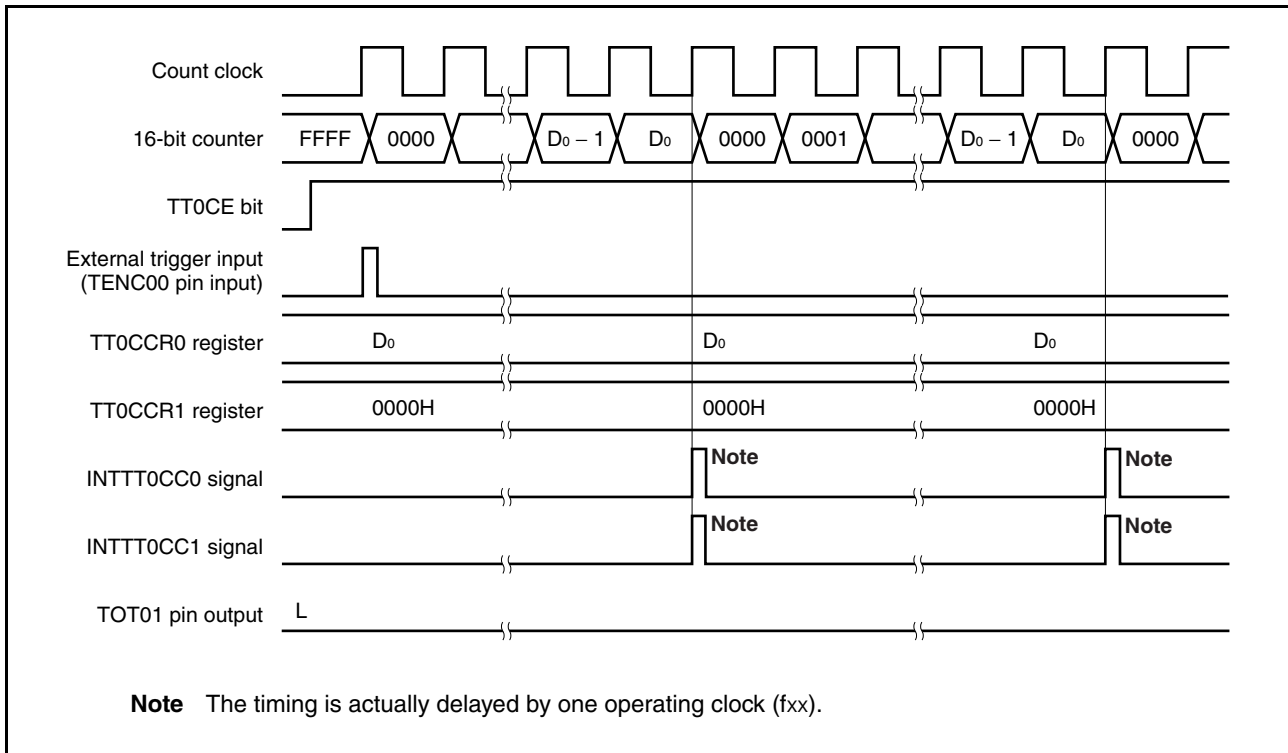 Count clock
16-bit counter FFFF 0000 D0 – 1 D0 0000 0001 D0 – 1 D0 0000
TT0CE bit
External trigger input
(TENC00 pin input)
TT0CCR0 register D0 D0 D0
TT0CCR1 register 0000H 0000H 0000H
INTTT0CC0 signal Note Note
INTTT0CC1 signal Note Note
TOT01 pin output L
Note The timing is actually delayed by one operating clock (fxx).